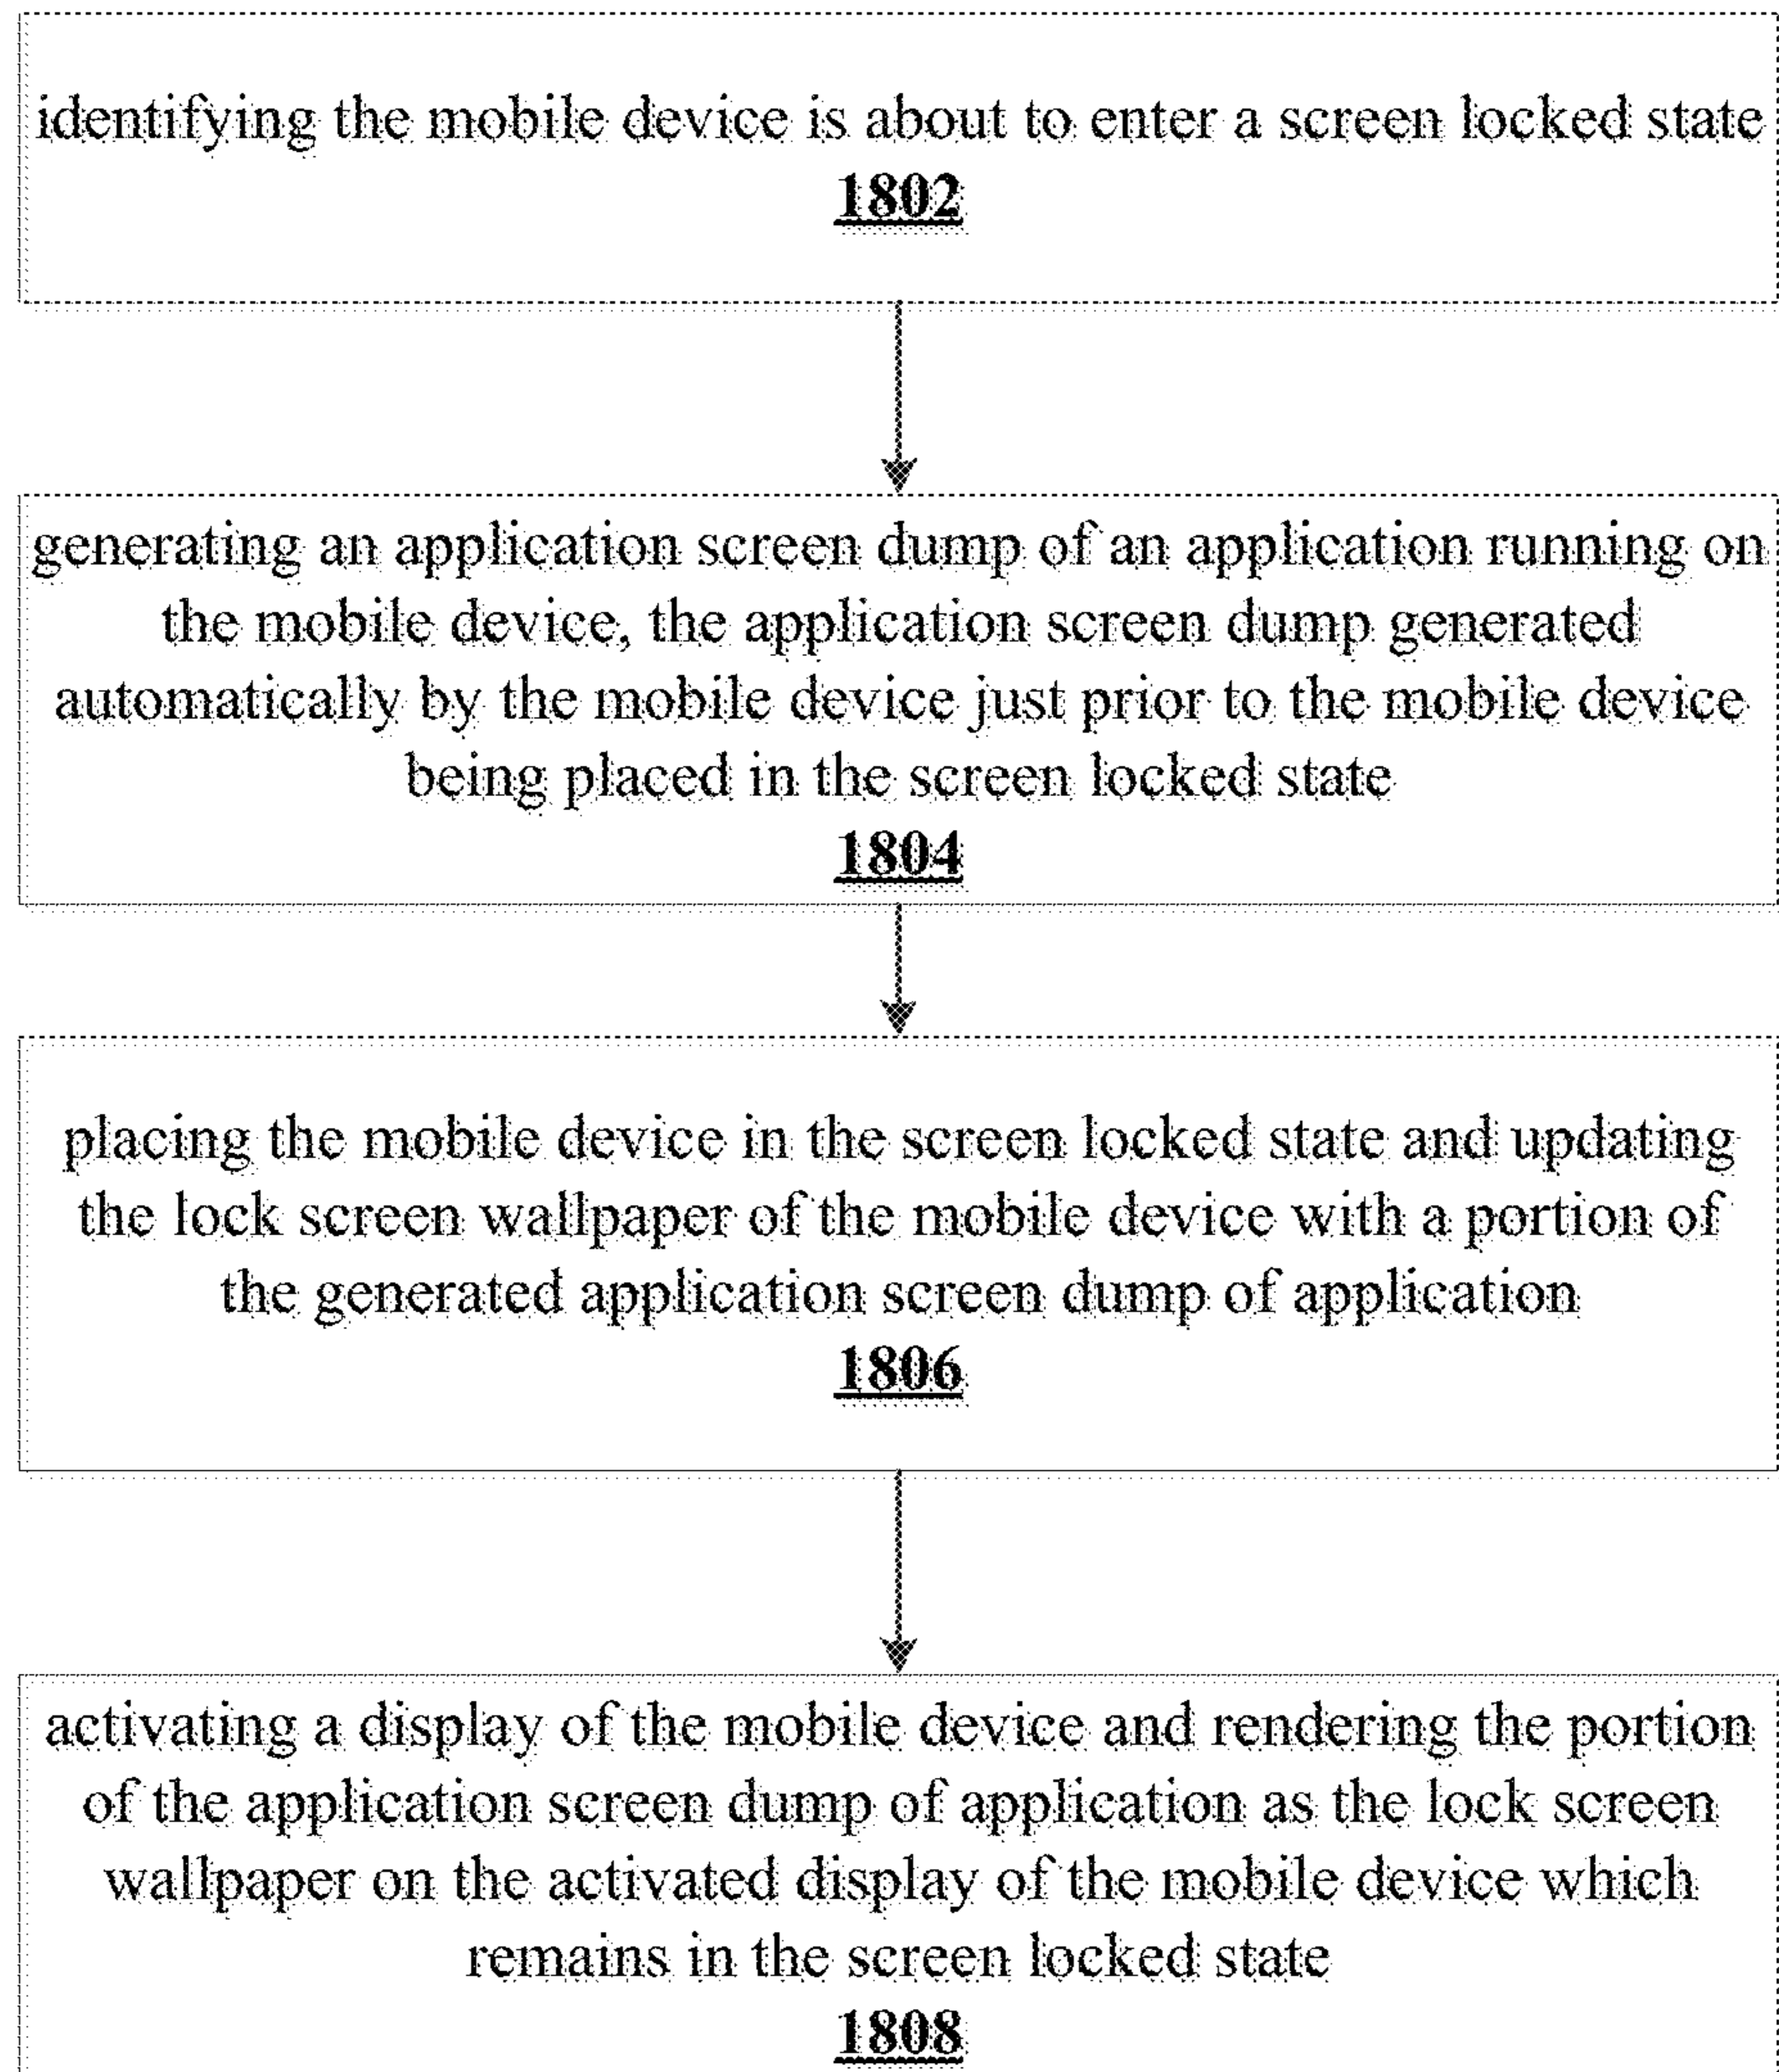 identifying the mobile device is about to enter a screen locked state
1802
generating an application screen dump of an application running on
the mobile device, the application screen dump generated
automatically by the mobile device just prior to the mobile device
being placed in the screen locked state
1804
placing the mobile device in the screen locked state and updating
the lock screen wallpaper of the mobile device with a portion of
the generated application screen dump of application
1806
activating a display of the mobile device and rendering the portion
of the application screen dump of application as the lock screen
wallpaper on the activated display of the mobile device which
remains in the screen locked state
1808